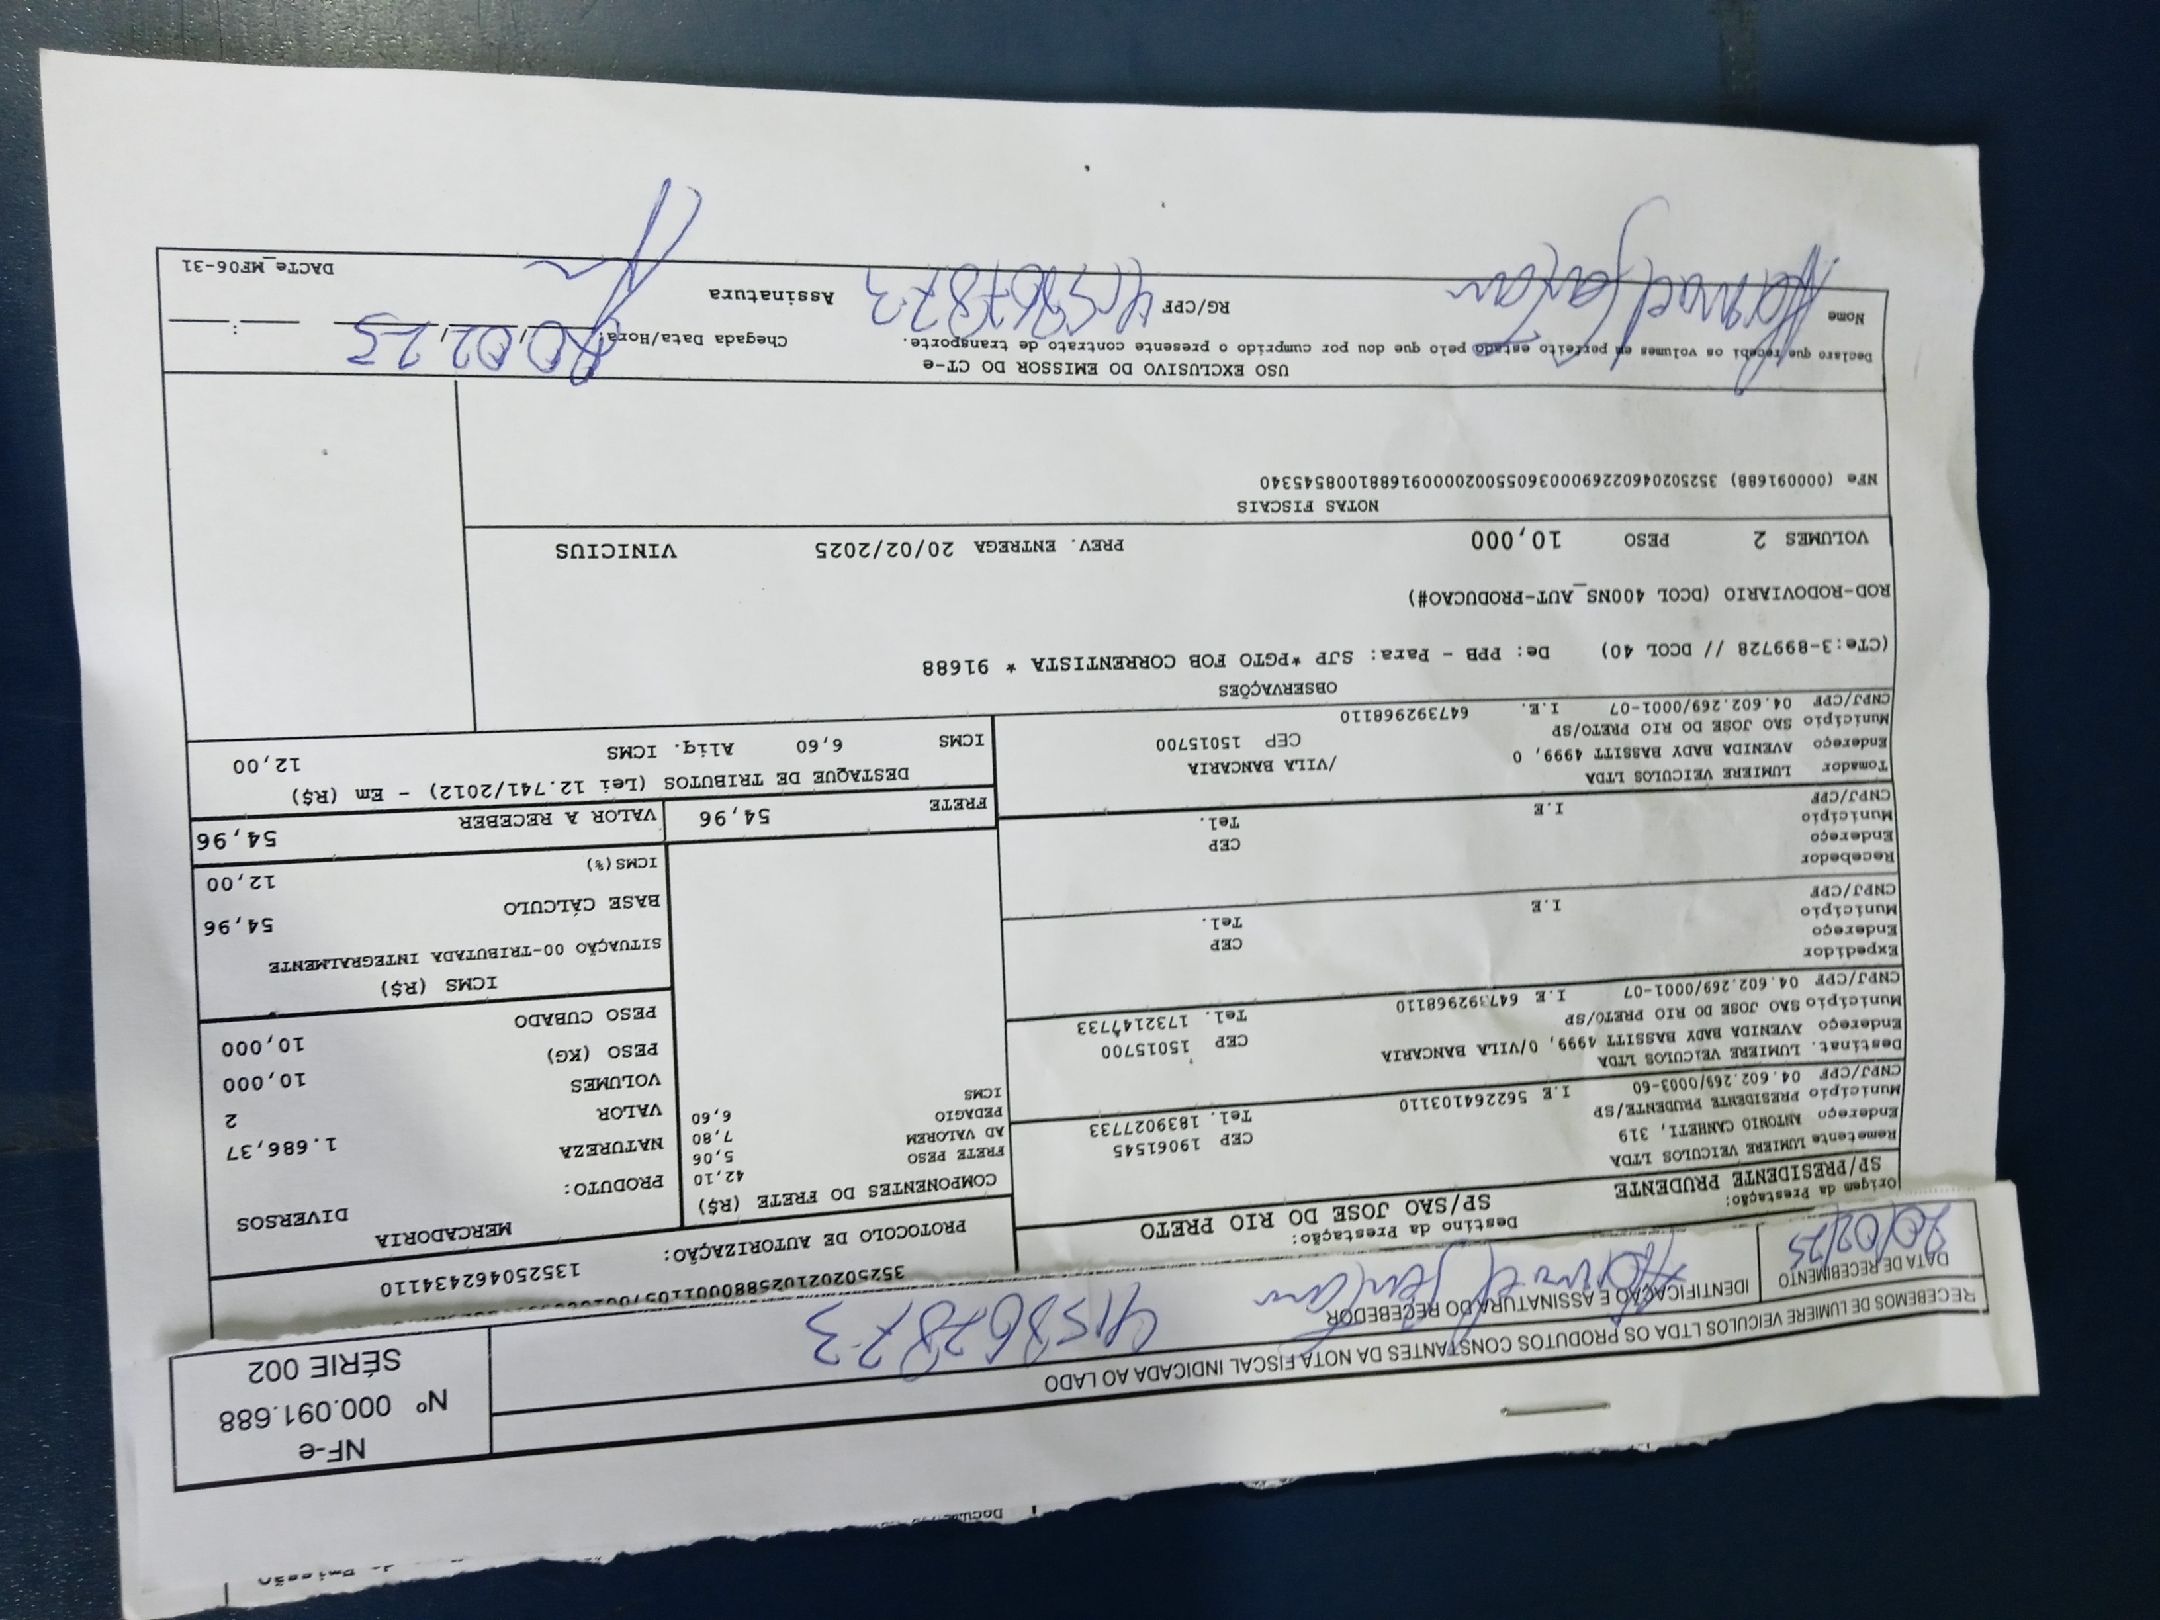 RECEBEMOS DE LUMIERE VEICULOS LTDA OS PRODUTOS CONSTANTES DA NOTA FISCAL INDICADA AO LADO
DATA DE RECEBIMENTO
20/02/25
IDENTIFICAÇÃO E ASSINATURA DO RECEBEDOR
NF-e
Nº 000.091.688
SÉRIE 002
PROTOCOLO DE AUTORIZAÇÃO:
135250462434110
Origem da Prestação:
SP/PRESIDENTE PRUDENTE
Destino da Prestação:
SP/SAO JOSE DO RIO PRETO
Remetente LUMIERE VEICULOS LTDA
Endereço ANTONIO CANHETI, 319 CEP 19061545
Município PRESIDENTE PRUDENTE/SP Tel. 1839027733
CNPJ/CPF 04.602.269/0003-60 I.E 562264103110
Destinat. LUMIERE VEICULOS LTDA
Endereço AVENIDA BADY BASSITT 4999, 0/VILA BANCARIA CEP 15015700
Município SAO JOSE DO RIO PRETO/SP Tel. 1732147733
CNPJ/CPF 04.602.269/0001-07 I.E 647392968110
Expedidor
Endereço CEP
Município Tel.
CNPJ/CPF I.E
Recebedor
Endereço CEP
Município Tel.
CNPJ/CPF I.E
Tomador LUMIERE VEICULOS LTDA
Endereço AVENIDA BADY BASSITT 4999, 0 /VILA BANCARIA
Município SAO JOSE DO RIO PRETO/SP CEP 15015700
CNPJ/CPF 04.602.269/0001-07 I.E. 647392968110
COMPONENTES DO FRETE (R$)
FRETE PESO 42,10
AD VALOREM 5,06
PEDAGIO 7,80
ICMS 6,60
FRETE 54,96
MERCADORIA
PRODUTO: DIVERSOS
NATUREZA
VALOR 1.686,37
VOLUMES 2
PESO (KG) 10,000
PESO CUBADO 10,000
ICMS (R$)
SITUAÇÃO 00-TRIBUTADA INTEGRALMENTE
BASE CÁLCULO 54,96
ICMS(%) 12,00
VALOR A RECEBER 54,96
DESTAQUE DE TRIBUTOS (Lei 12.741/2012) - Em (R$)
ICMS 6,60 Aliq. ICMS 12,00
OBSERVAÇÕES
(CTe:3-899728 // DCOL 40) De: PPB - Para: SJP *PGTO FOB CORRENTISTA * 91688
ROD-RODOVIARIO (DCOL 400NS_AUT-PRODUCAO#)
VOLUMES 2 PESO 10,000 PREV. ENTREGA 20/02/2025 VINICIUS
NOTAS FISCAIS
NFe (00091688) 35250204602269000360550020000916881008545340
USO EXCLUSIVO DO EMISSOR DO CT-e
Declaro que recebi os volumes em perfeito estado pelo que dou por cumprido o presente contrato de transporte.
Chegada Data/Hora: 20,02,25 :
Nome RG/CPF 41586787-3 Assinatura
DACTe_MF06-31